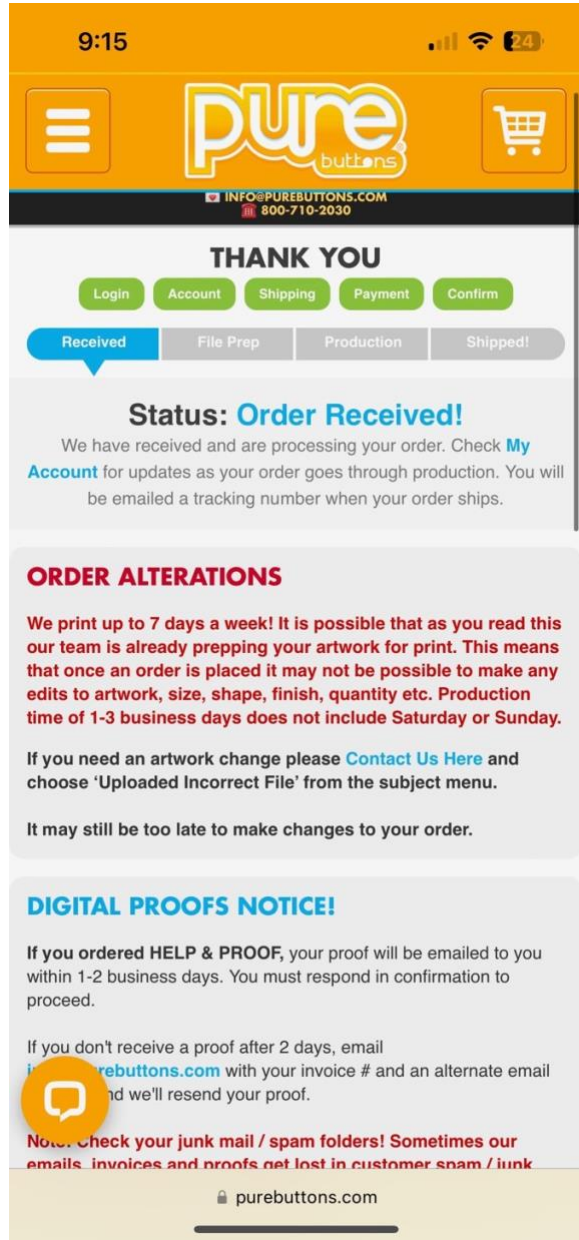 9:15
24
pure
buttons
INFO@PUREBUTTONS.COM
800-710-2030
THANK YOU
Login Account Shipping Payment Confirm
Received File Prep Production Shipped!
Status: Order Received!
We have received and are processing your order. Check My
Account for updates as your order goes through production. You will
be emailed a tracking number when your order ships.
ORDER ALTERATIONS
We print up to 7 days a week! It is possible that as you read this
our team is already prepping your artwork for print. This means
that once an order is placed it may not be possible to make any
edits to artwork, size, shape, finish, quantity etc. Production
time of 1-3 business days does not include Saturday or Sunday.
If you need an artwork change please Contact Us Here and
choose ‘Uploaded Incorrect File’ from the subject menu.
It may still be too late to make changes to your order.
DIGITAL PROOFS NOTICE!
If you ordered HELP & PROOF, your proof will be emailed to you
within 1-2 business days. You must respond in confirmation to
proceed.
If you don't receive a proof after 2 days, email
rebuttons.com with your invoice # and an alternate email
nd we'll resend your proof.
Note: Check your junk mail / spam folders! Sometimes our
emails, invoices and proofs get lost in customer spam / junk
purebuttons.com